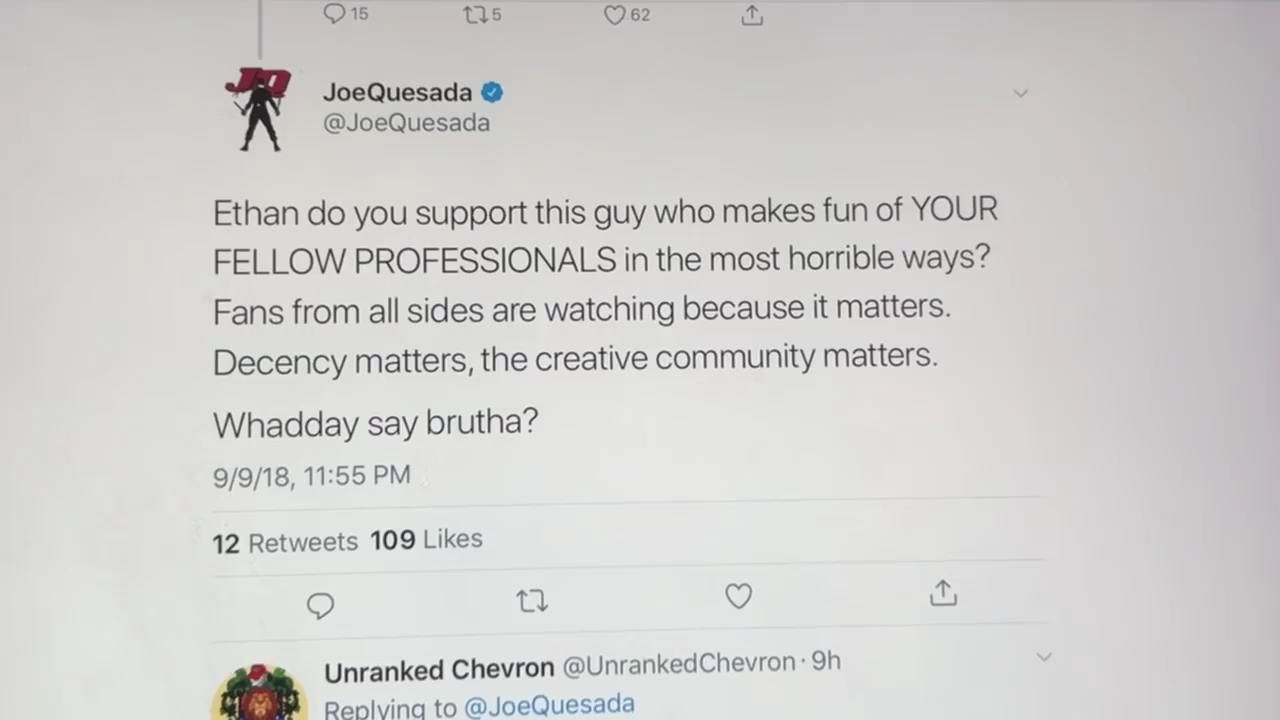 15 5 62
JQ
JoeQuesada
@JoeQuesada
Ethan do you support this guy who makes fun of YOUR
FELLOW PROFESSIONALS in the most horrible ways?
Fans from all sides are watching because it matters.
Decency matters, the creative community matters.
Whadday say brutha?
9/9/18, 11:55 PM
12 Retweets 109 Likes
Unranked Chevron @UnrankedChevron · 9h
Replying to @JoeQuesada